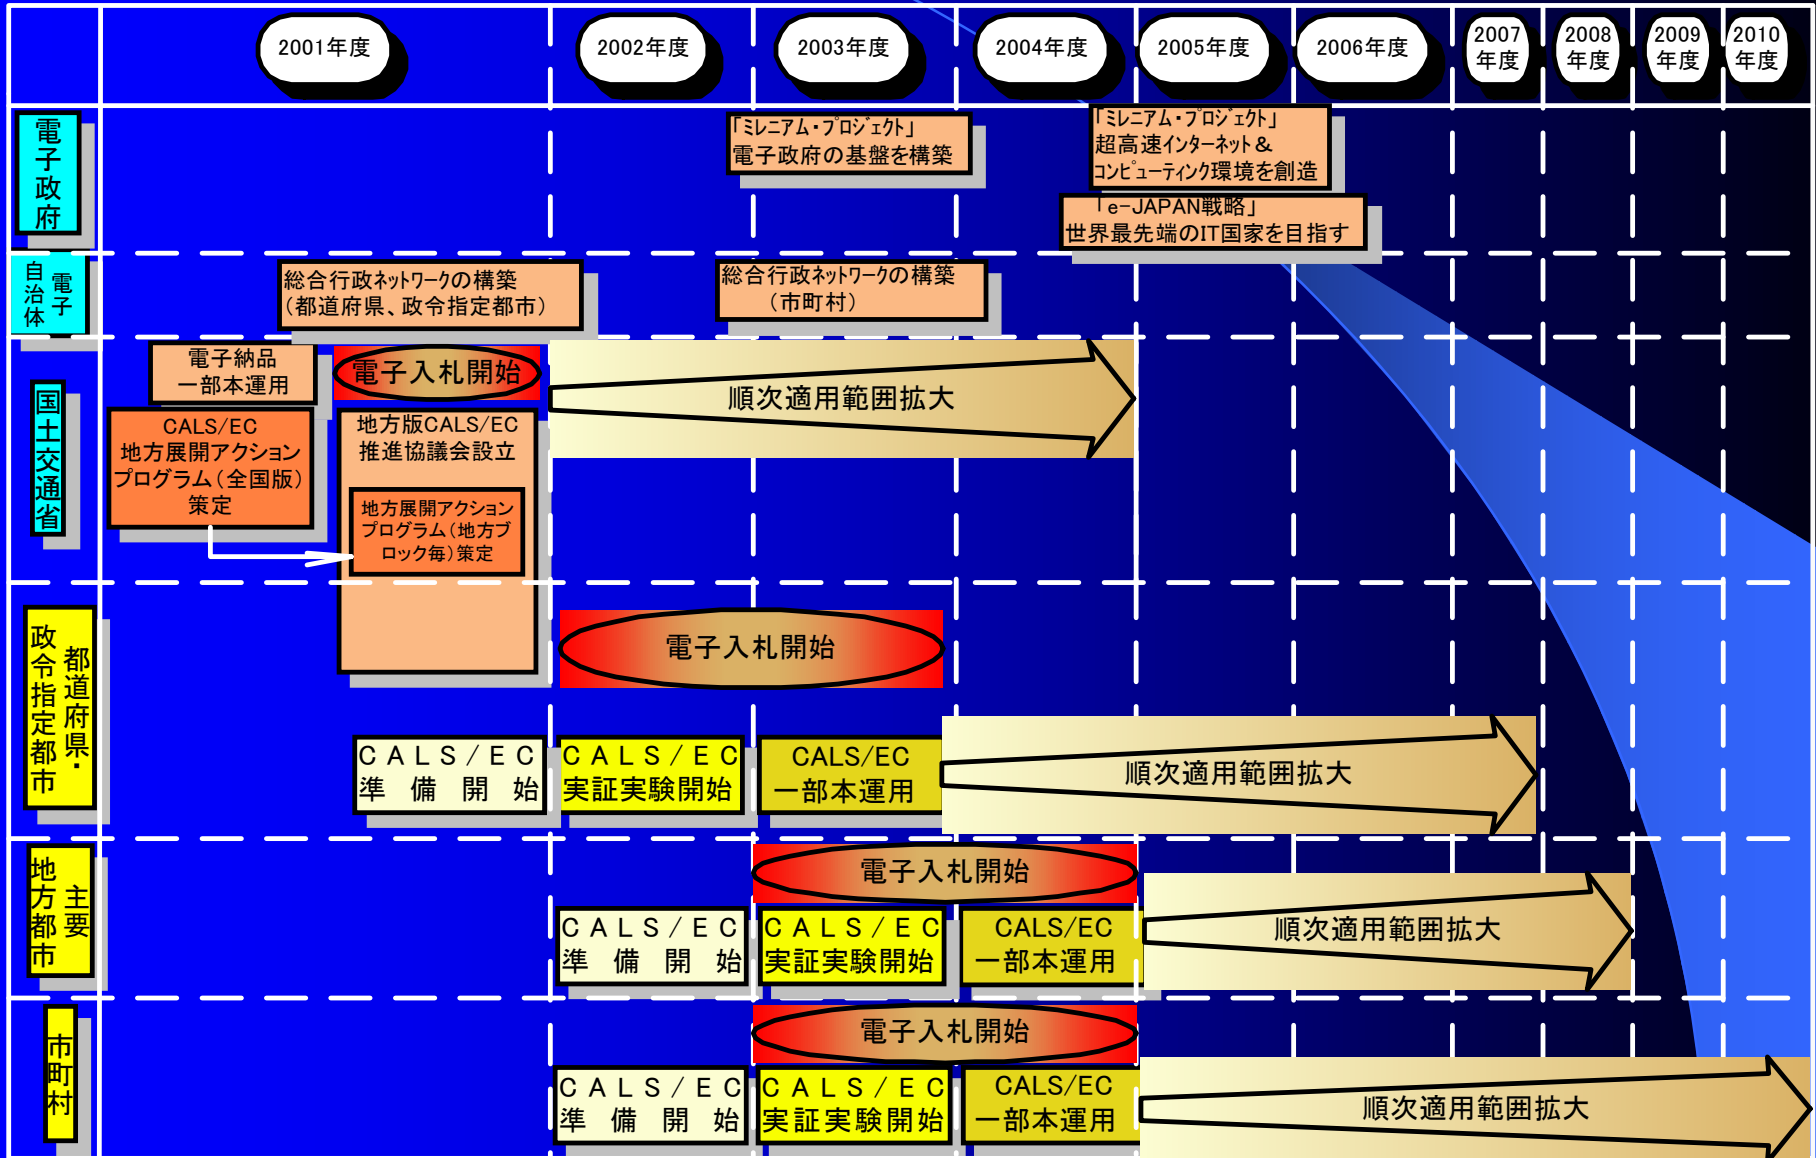 2001年度
2002年度
2003年度
2004年度
2005年度
2006年度
2007
年度
2008
年度
2009
年度
2010
年度
電子政府
「ミレニアム・プロジェクト」
電子政府の基盤を構築
「ミレニアム・プロジェクト」
超高速インターネット&
コンピューティング環境を創造
「e-JAPAN戦略」
世界最先端のIT国家を目指す
電子
自治体
総合行政ネットワークの構築
(都道府県、政令指定都市)
総合行政ネットワークの構築
(市町村)
国土交通省
電子納品
一部本運用
電子入札開始
順次適用範囲拡大
CALS/EC
地方展開アクション
プログラム(全国版)
策定
地方版CALS/EC
推進協議会設立
地方展開アクション
プログラム(地方ブ
ロック毎)策定
都道府県・
政令指定都市
電子入札開始
CALS/EC
準備開始
CALS/EC
実証実験開始
CALS/EC
一部本運用
順次適用範囲拡大
主要
地方都市
電子入札開始
CALS/EC
準備開始
CALS/EC
実証実験開始
CALS/EC
一部本運用
順次適用範囲拡大
市町村
電子入札開始
CALS/EC
準備開始
CALS/EC
実証実験開始
CALS/EC
一部本運用
順次適用範囲拡大